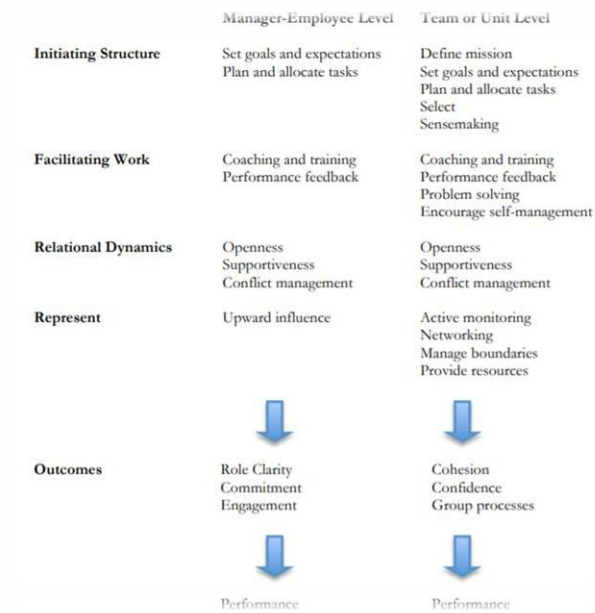 Manager-Employee Level Team or Unit Level
Initiating Structure Set goals and expectations Define mission
Plan and allocate tasks Set goals and expectations
Plan and allocate tasks
Select
Sensemaking
Facilitating Work Coaching and training Coaching and training
Performance feedback Performance feedback
Problem solving
Encourage self-management
Relational Dynamics Openness Openness
Supportiveness Supportiveness
Conflict management Conflict management
Represent Upward influence Active monitoring
Networking
Manage boundaries
Provide resources
Outcomes Role Clarity Cohesion
Commitment Confidence
Engagement Group processes
Performance Performance